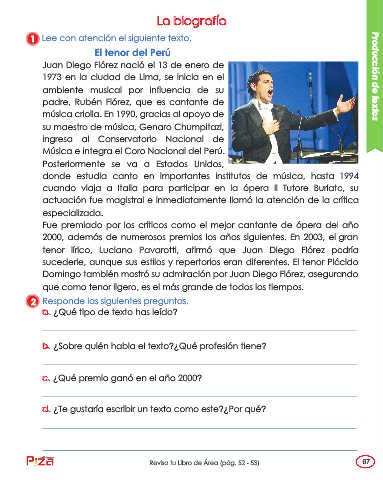 La biografía
1 Lee con atención el siguiente texto.
El tenor del Perú
Juan Diego Flórez nació el 13 de enero de
1973 en la ciudad de Lima, se inicia en el
ambiente musical por influencia de su
padre, Rubén Flórez, que es cantante de
música criolla. En 1990, gracias al apoyo de
su maestro de música, Genaro Chumpitazi,
ingresa al Conservatorio Nacional de
Música e integra el Coro Nacional del Perú.
Posteriormente se va a Estados Unidos,
donde estudia canto en importantes institutos de música, hasta 1994
cuando viaja a Italia para participar en la ópera Il Tutore Burlato, su
actuación fue magistral e inmediatamente llamó la atención de la crítica
especializada.
Fue premiado por los críticos como el mejor cantante de ópera del año
2000, además de numerosos premios los años siguientes. En 2003, el gran
tenor lírico, Luciano Pavarotti, afirmó que Juan Diego Flórez podría
sucederle, aunque sus estilos y repertorios eran diferentes. El tenor Plácido
Domingo también mostró su admiración por Juan Diego Flórez, asegurando
que como tenor ligero, es el más grande de todos los tiempos.
2 Responde las siguientes preguntas.
a. ¿Qué tipo de texto has leído?
b. ¿Sobre quién habla el texto?¿Qué profesión tiene?
c. ¿Qué premio ganó en el año 2000?
d. ¿Te gustaría escribir un texto como este?¿Por qué?
Producción de textos
Revisa tu Libro de Área (pág. 52 - 53)
87